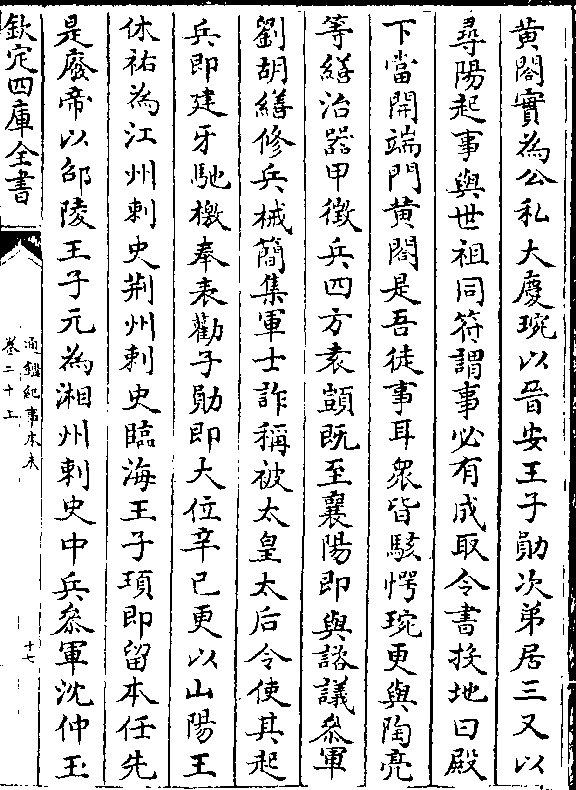 黄閤實為公私大慶琬以晉安王子勛次第居三又以
尋陽起事與世祖同符謂事必有成取令書投地曰殿
下當開端門黄閤是吾徒事耳衆皆駭愕琬更與陶亮
等繕治器甲徵兵四方袁顗既至襄陽即與諮議叅軍
劉胡繕修兵械簡集軍士詐稱被太皇太后令使其起
兵即建牙馳檄奉表勸子勛即大位辛巳更以山陽王
休祐為江州刺史荆州刺史臨海王子頊即留本任先
是廢帝以邵陵王子元為湘州刺史中兵叅軍沈仲玉
欽定四庫全書
通鑑紀事本末
卷二十上
十七